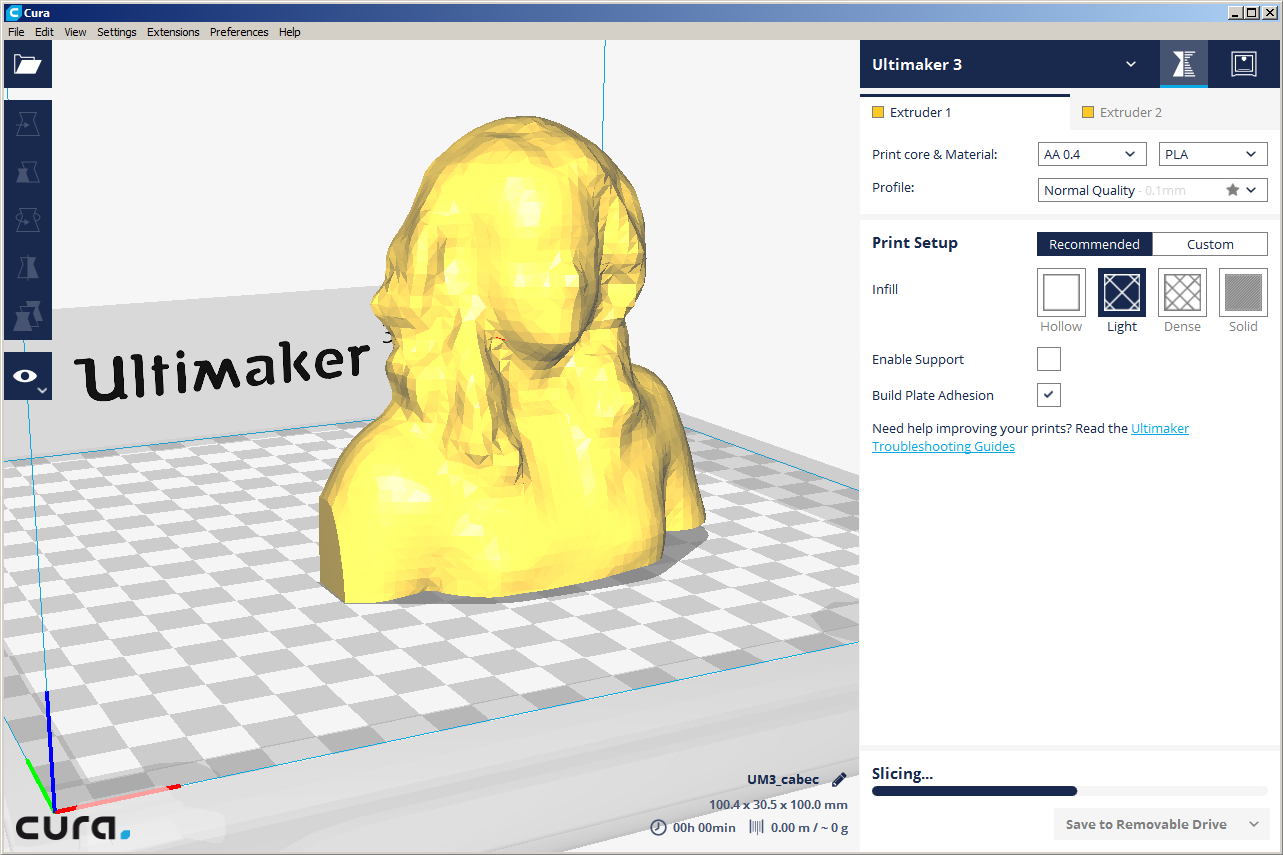 Cura
File Edit View Settings Extensions Preferences Help
Ultimaker 3
Extruder 1
Extruder 2
Print core & Material:
AA 0.4
PLA
Profile:
Normal Quality - 0.1mm
Print Setup
Recommended
Custom
Infill
Hollow
Light
Dense
Solid
Enable Support
Build Plate Adhesion
Need help improving your prints? Read the Ultimaker
Troubleshooting Guides
Ultimaker 3
UM3_cabec
100.4 x 30.5 x 100.0 mm
00h 00min
0.00 m / ~ 0 g
cura.
Slicing...
Save to Removable Drive